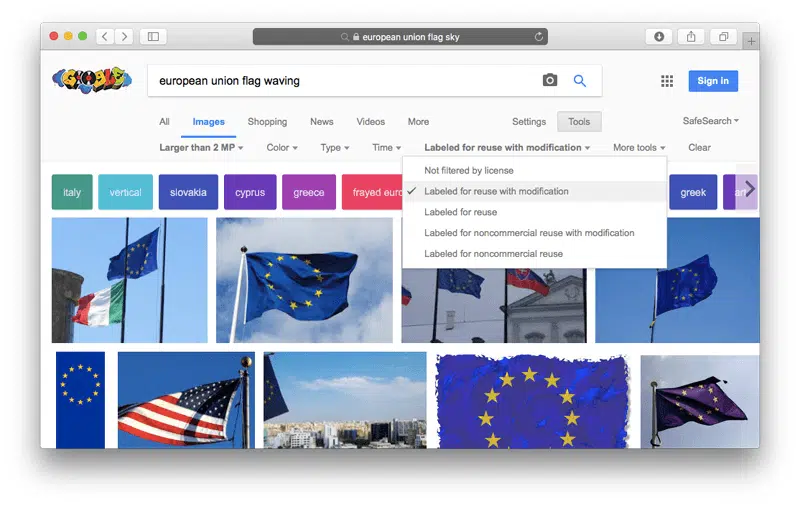 european union flag sky
GOOGLE
european union flag waving
Sign in
All Images Shopping News Videos More Settings Tools SafeSearch
Larger than 2 MP Color Type Time Labeled for reuse with modification More tools Clear
Not filtered by license
Labeled for reuse with modification
Labeled for reuse
Labeled for noncommercial reuse with modification
Labeled for noncommercial reuse
italy vertical slovakia cyprus greece frayed euro greek